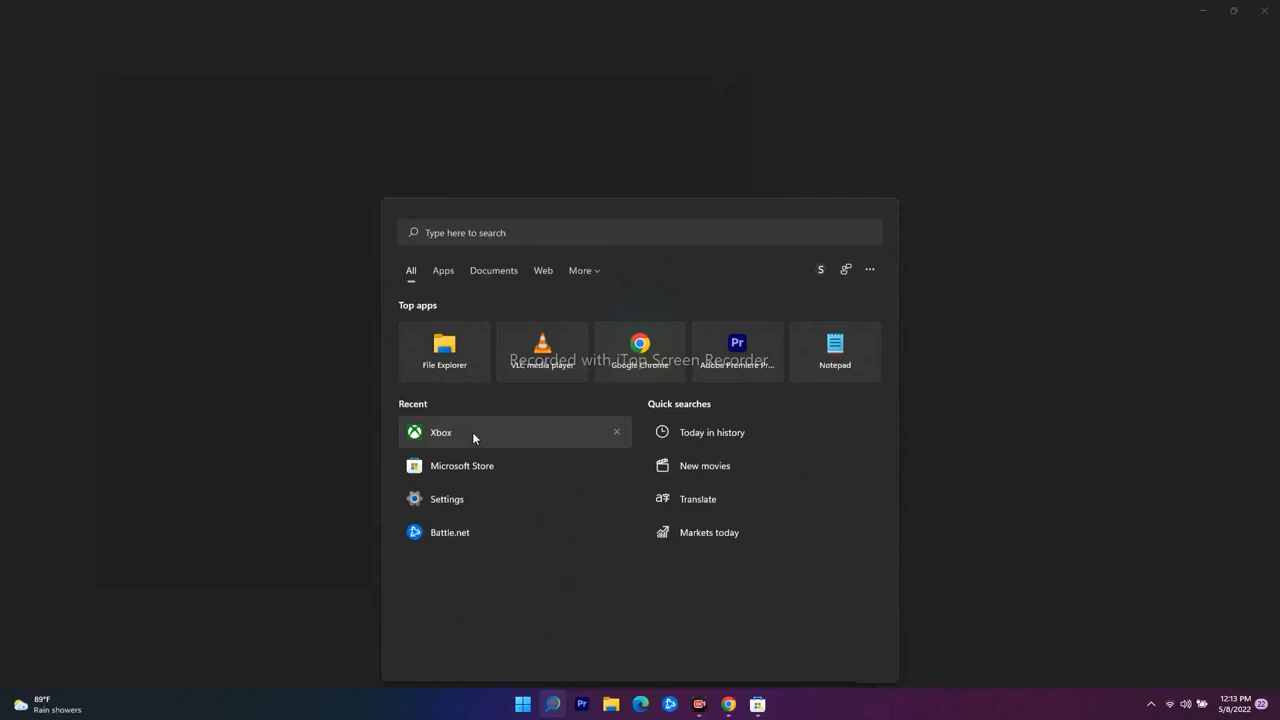 Type here to search
All Apps Documents Web More
S
Top apps
File Explorer VLC media player Google Chrome Adobe Premiere Pr... Notepad
Recorded with iTop Screen Recorder
Recent Quick searches
Xbox Today in history
Microsoft Store New movies
Settings Translate
Battle.net Markets today
89°F
Rain showers
Pr
12:13 PM
5/8/2022
22